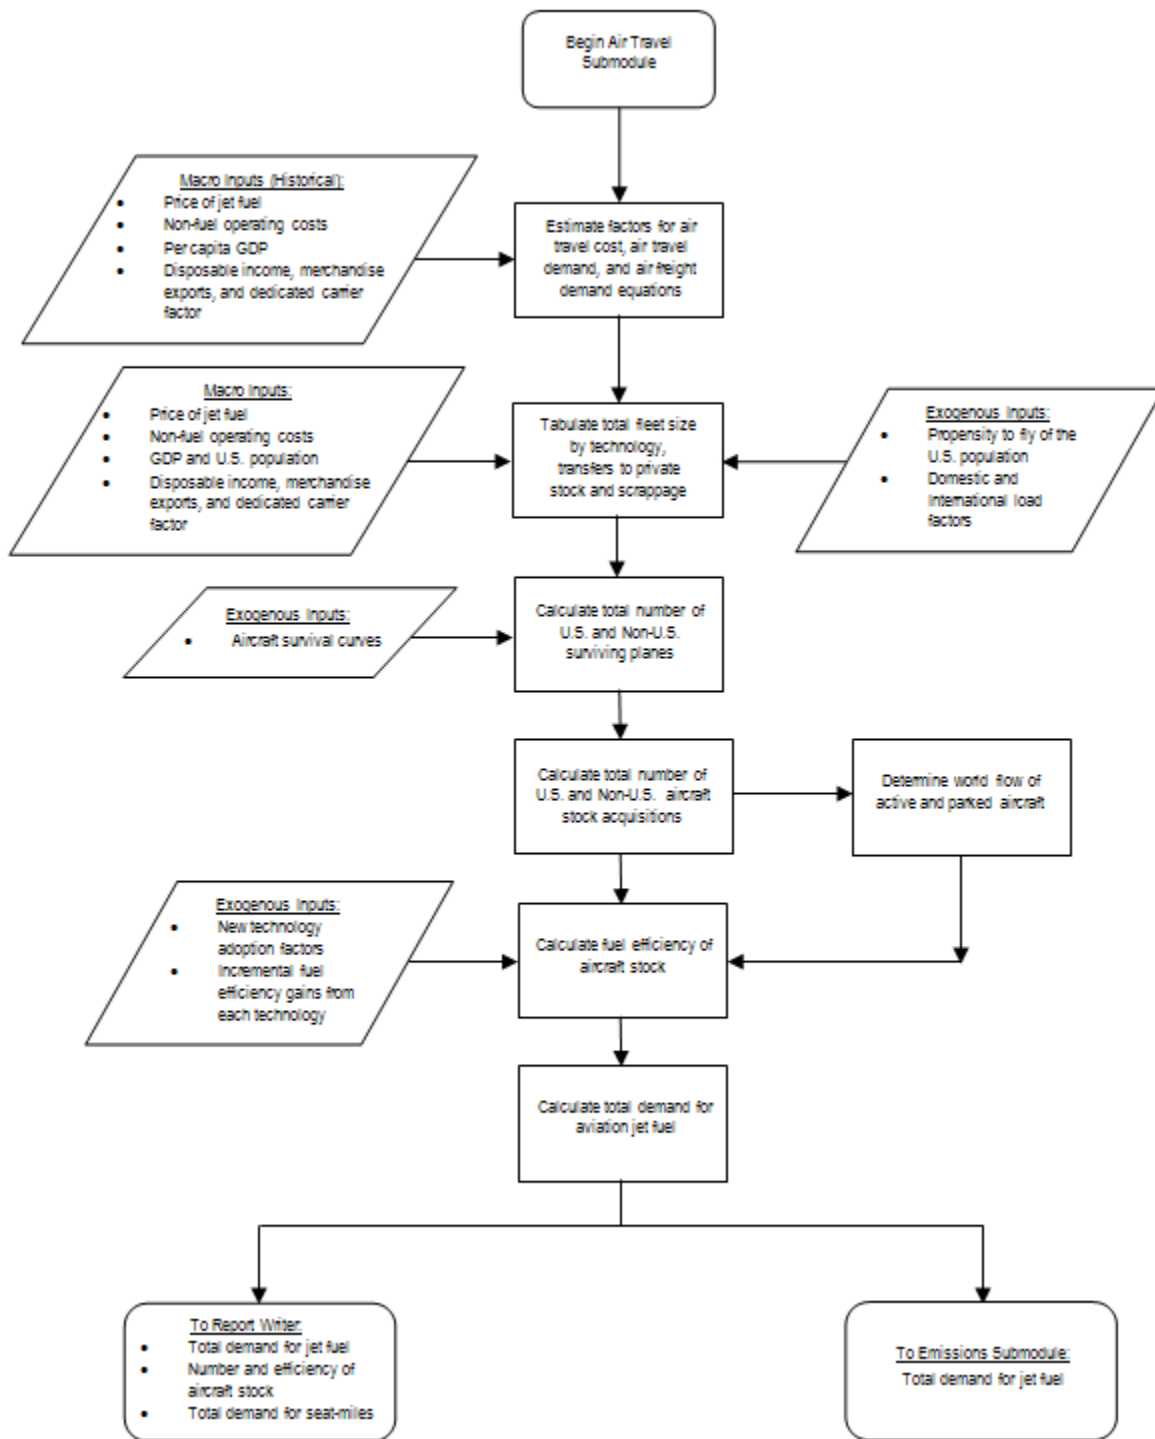 Begin Air Travel
Submodule
Macro Inputs (Historical):
• Price of jet fuel
• Non-fuel operating costs
• Per capita GDP
• Disposable income, merchandise
exports, and dedicated carrier
factor
Estimate factors for air
travel cost, air travel
demand, and air freight
demand equations
Macro Inputs:
• Price of jet fuel
• Non-fuel operating costs
• GDP and U.S. population
• Disposable income, merchandise
exports, and dedicated carrier
factor
Tabulate total fleet size
by technology,
transfers to private
stock and scrappage
Exogenous Inputs:
• Propensity to fly of the
U.S. population
• Domestic and
International load
factors
Exogenous Inputs:
• Aircraft survival curves
Calculate total number of
U.S. and Non-U.S.
surviving planes
Calculate total number of
U.S. and Non-U.S. aircraft
stock acquisitions
Determine world flow of
active and parked aircraft
Exogenous Inputs:
• New technology
adoption factors
• Incremental fuel
efficiency gains from
each technology
Calculate fuel efficiency of
aircraft stock
Calculate total demand for
aviation jet fuel
To Report Writer:
• Total demand for jet fuel
• Number and efficiency of
aircraft stock
• Total demand for seat-miles
To Emissions Submodule:
Total demand for jet fuel